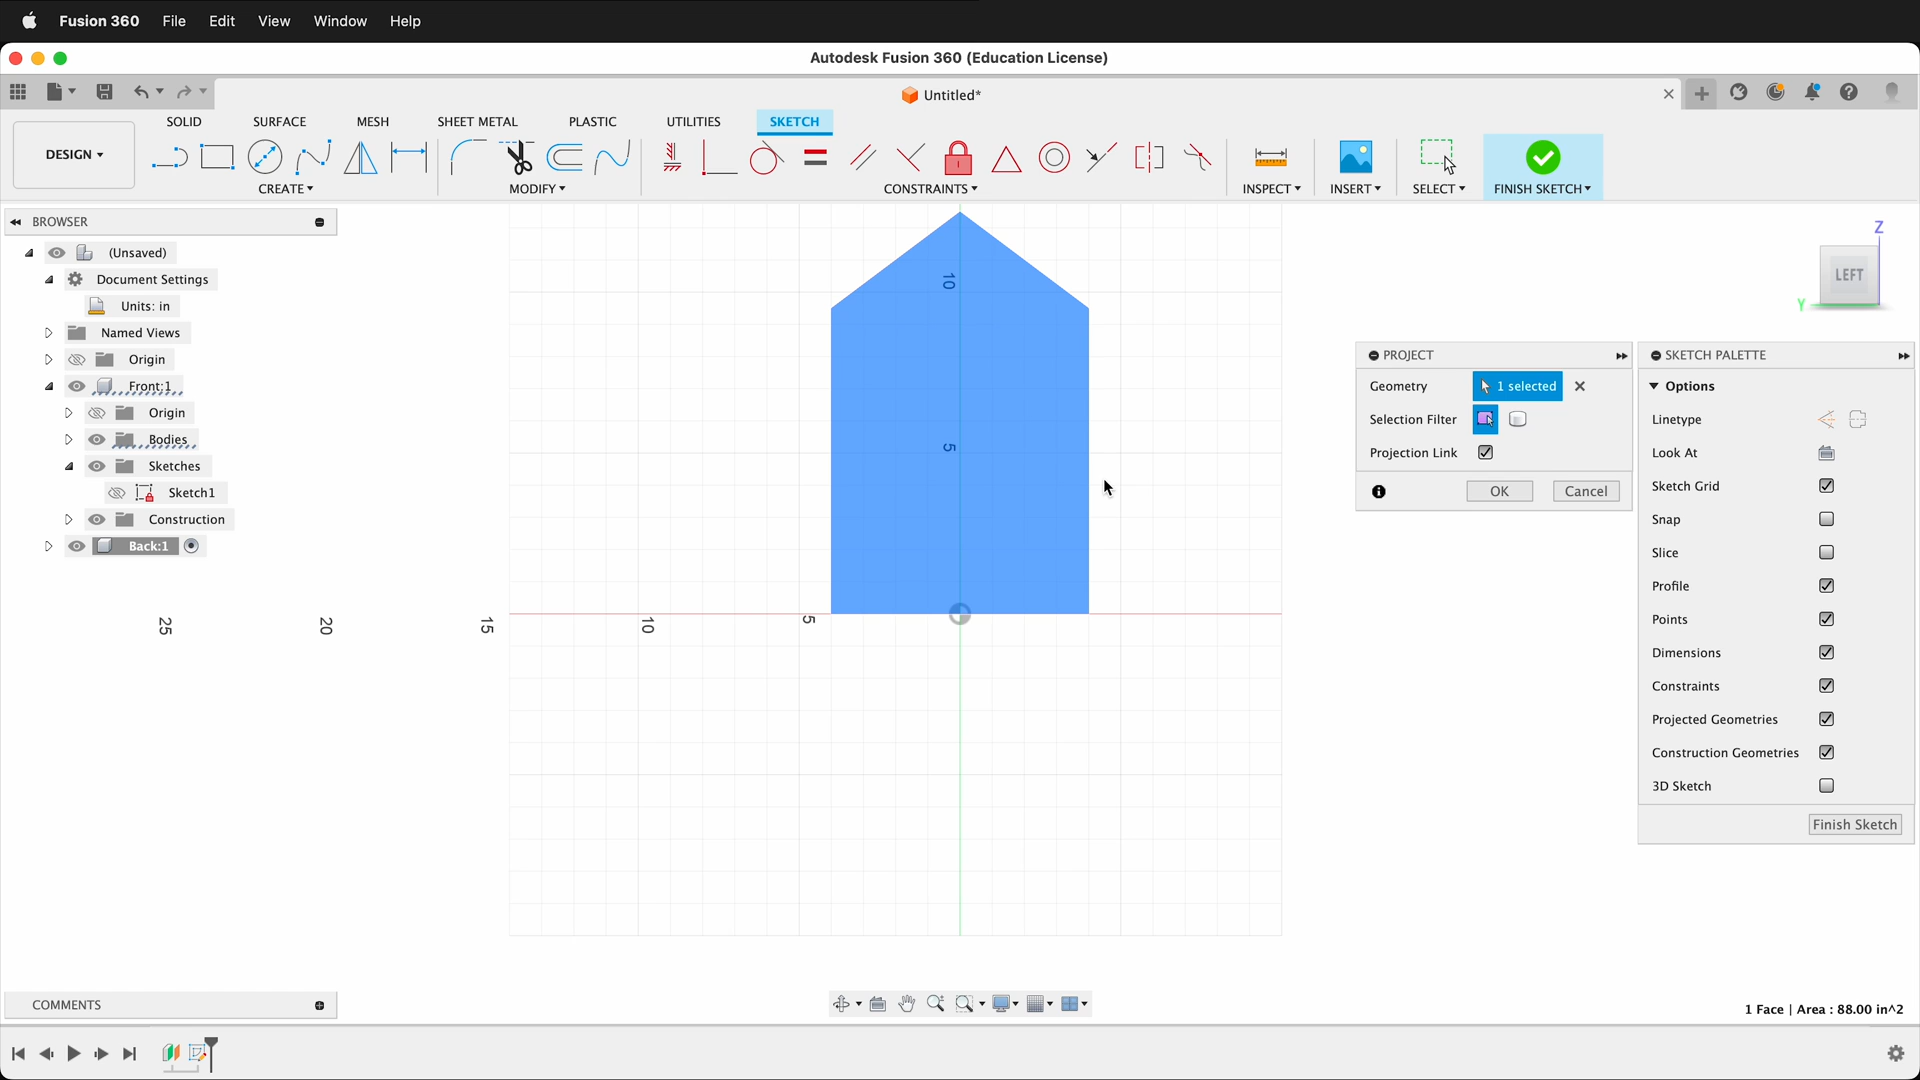 Fusion 360 File Edit View Window Help
Autodesk Fusion 360 (Education License)
Untitled*
SOLID SURFACE MESH SHEET METAL PLASTIC UTILITIES SKETCH
DESIGN
CREATE MODIFY CONSTRAINTS INSPECT INSERT SELECT FINISH SKETCH
BROWSER
(Unsaved)
Document Settings
Units: in
Named Views
Origin
Front:1
Origin
Bodies
Sketches
Sketch1
Construction
Back:1
10
5
25 20 15 10 5
Z
LEFT
Y
PROJECT
Geometry 1 selected
Selection Filter
Projection Link
OK Cancel
SKETCH PALETTE
Options
Linetype
Look At
Sketch Grid
Snap
Slice
Profile
Points
Dimensions
Constraints
Projected Geometries
Construction Geometries
3D Sketch
Finish Sketch
COMMENTS
1 Face | Area : 88.00 in^2